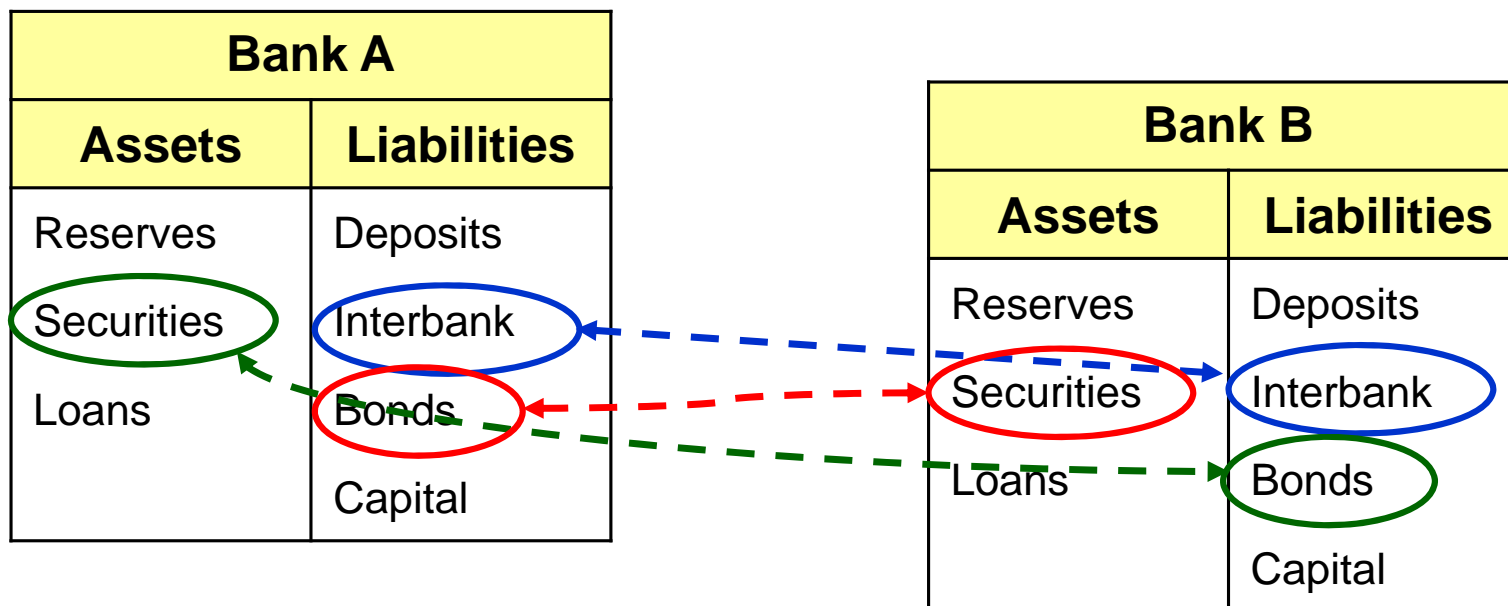 Bank A
Assets Liabilities
Reserves Deposits
Securities Interbank
Loans Bonds
Capital
Bank B
Assets Liabilities
Reserves Deposits
Securities Interbank
Loans Bonds
Capital